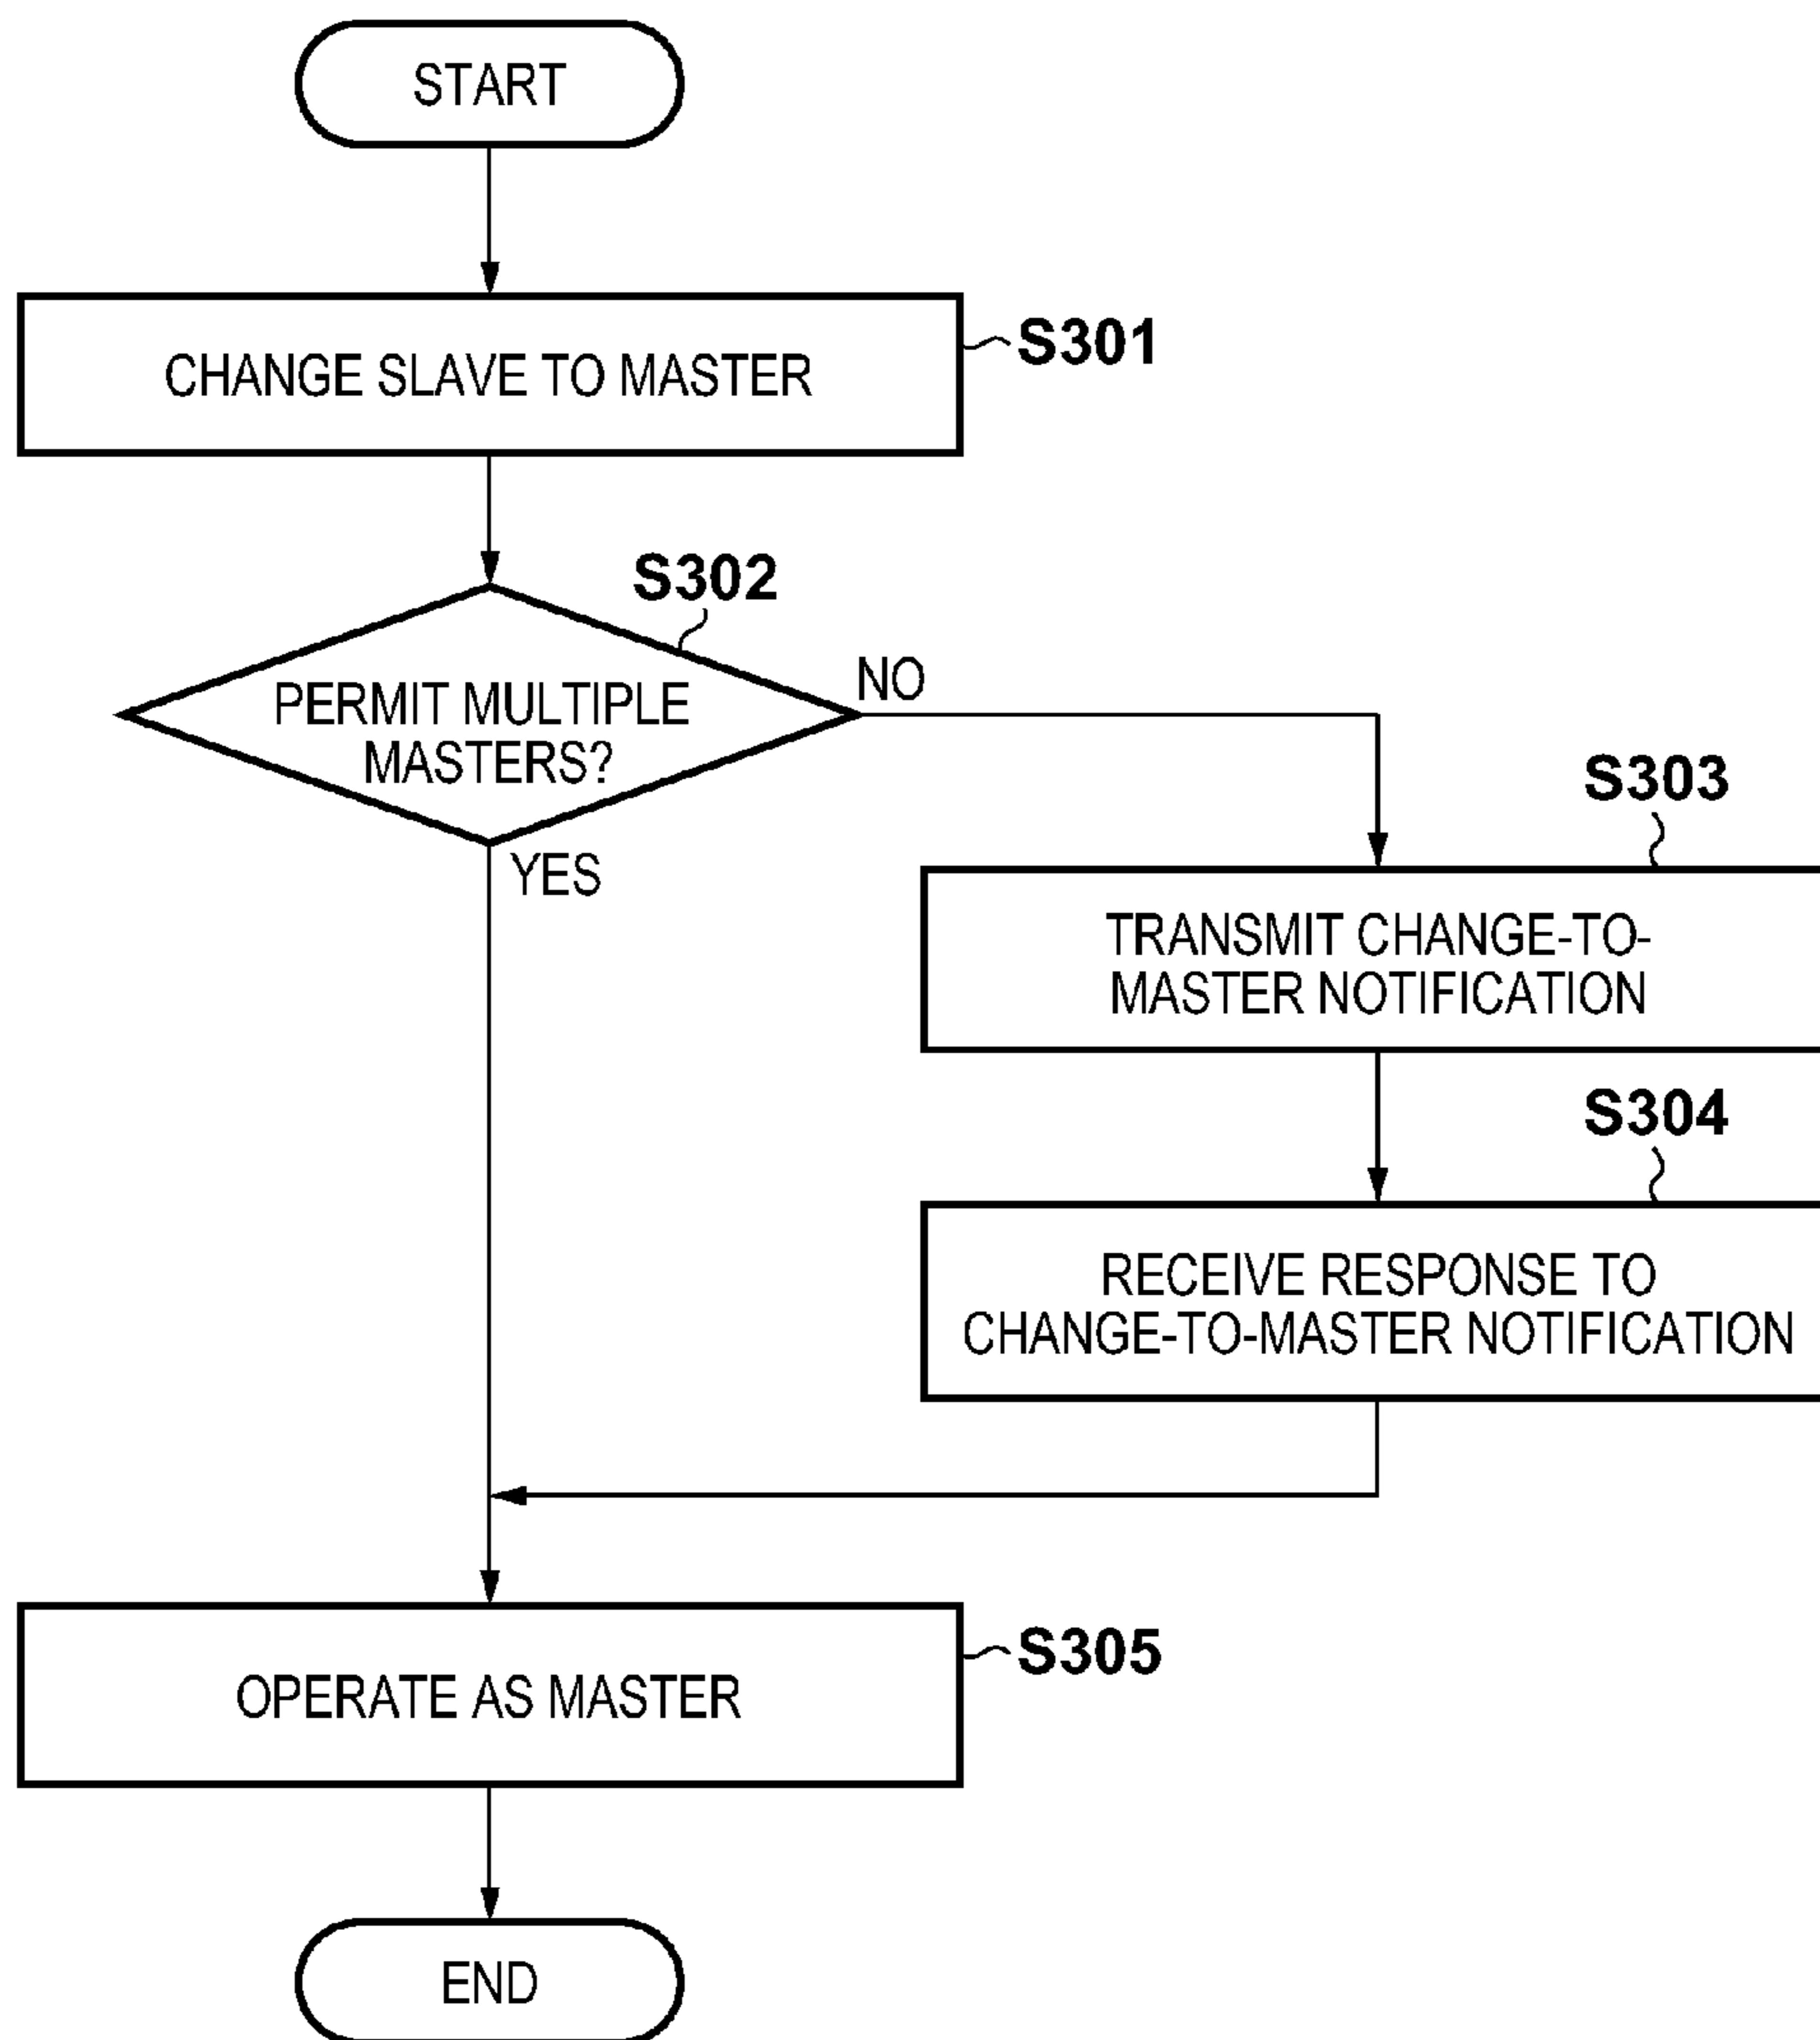 START
CHANGE SLAVE TO MASTER
S301
S302
PERMIT MULTIPLE
MASTERS?
NO
YES
S303
TRANSMIT CHANGE-TO-
MASTER NOTIFICATION
S304
RECEIVE RESPONSE TO
CHANGE-TO-MASTER NOTIFICATION
OPERATE AS MASTER
S305
END